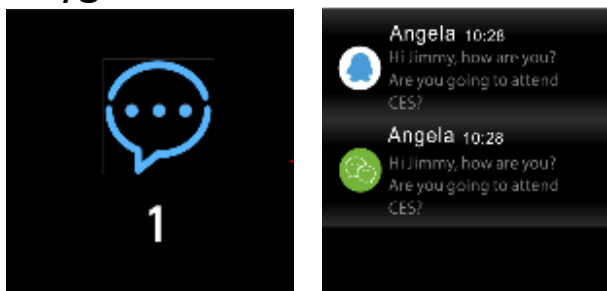 1
Angela 10:28
Hi Jimmy, how are you?
Are you going to attend
CES?
Angela 10:28
Hi Jimmy, how are you?
Are you going to attend
CES?